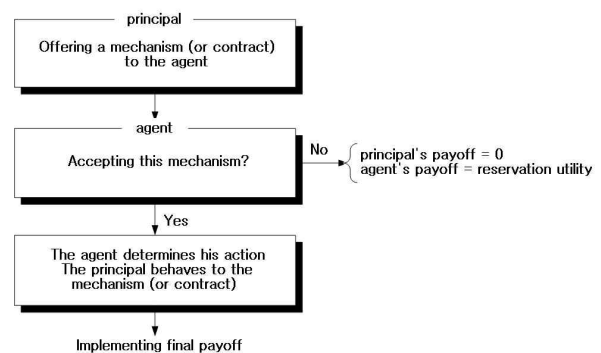 principal
Offering a mechanism (or contract)
to the agent
agent
Accepting this mechanism?
No
principal's payoff = 0
agent's payoff = reservation utility
Yes
The agent determines his action
The principal behaves to the
mechanism (or contract)
Implementing final payoff